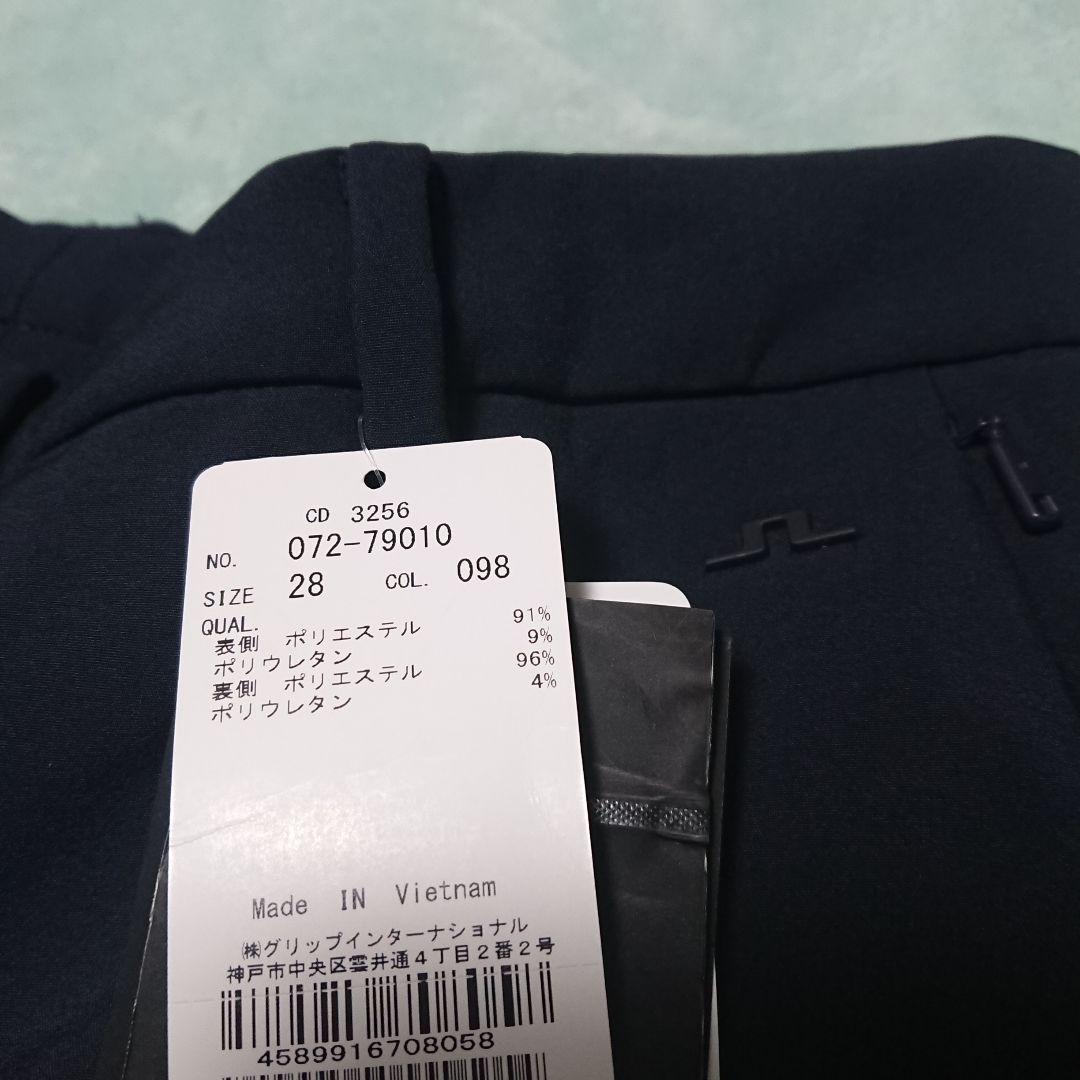 CD 3256
NO. 072-79010
SIZE 28 COL. 098
QUAL.
表側 ポリエステル 91%
ポリウレタン 9%
裏側 ポリエステル 96%
ポリウレタン 4%
Made IN Vietnam
㈱グリップインターナショナル
神戸市中央区雲井通4丁目2番2号
4589916708058